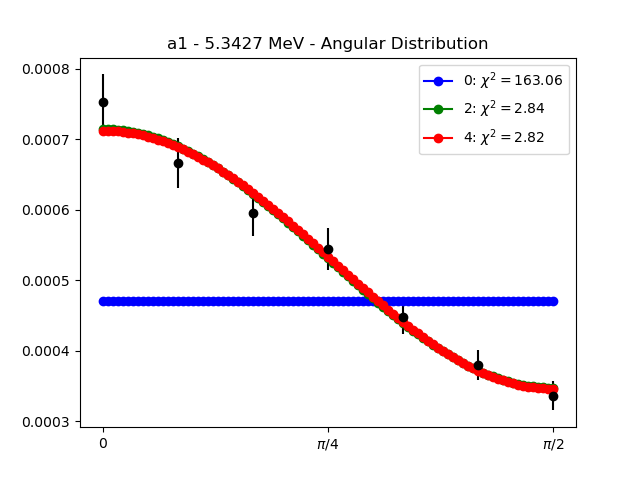 a1 - 5.3427 MeV - Angular Distribution
0.0008
0.0007
0.0006
0.0005
0.0004
0.0003
0: χ² = 163.06
2: χ² = 2.84
4: χ² = 2.82
0
π/4
π/2